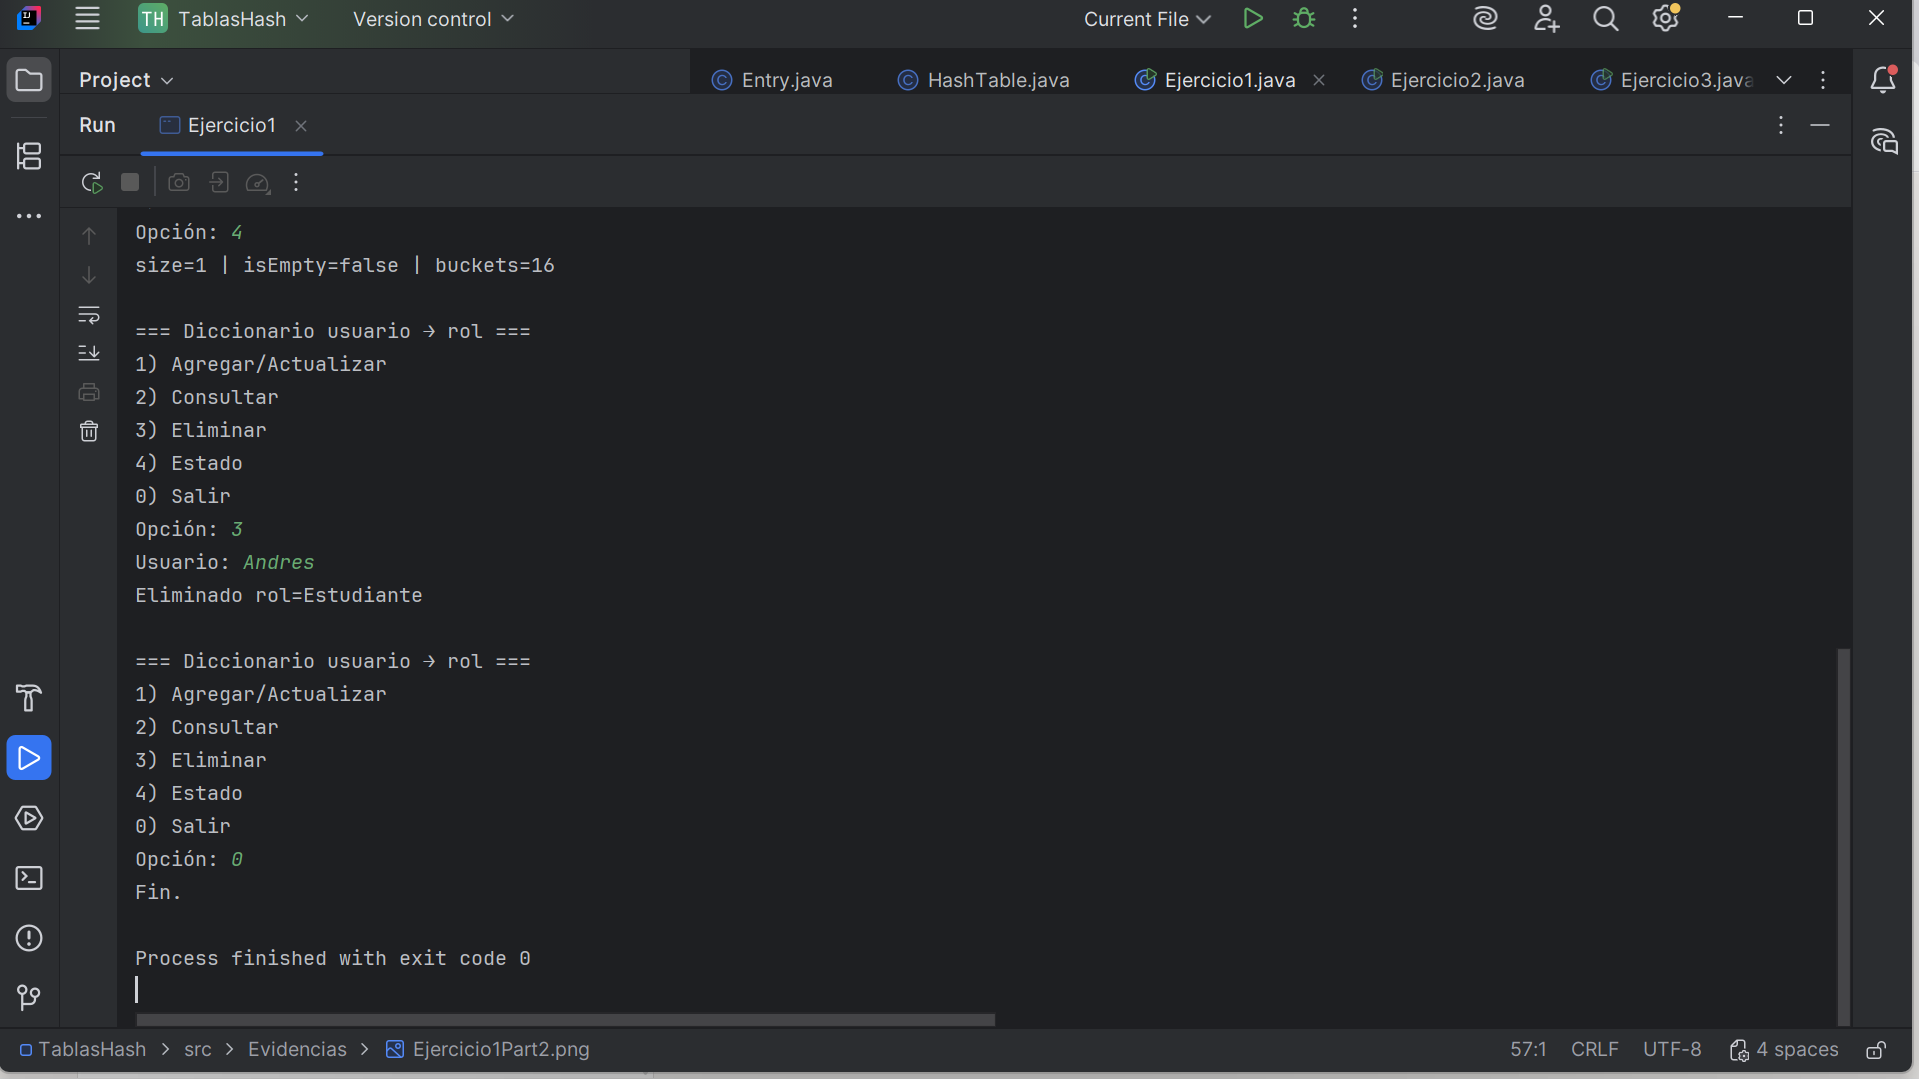 TH TablasHash Version control Current File
Project Entry.java HashTable.java Ejercicio1.java Ejercicio2.java Ejercicio3.java
Run Ejercicio1
Opción: 4
size=1 | isEmpty=false | buckets=16
=== Diccionario usuario → rol ===
1) Agregar/Actualizar
2) Consultar
3) Eliminar
4) Estado
0) Salir
Opción: 3
Usuario: Andres
Eliminado rol=Estudiante
=== Diccionario usuario → rol ===
1) Agregar/Actualizar
2) Consultar
3) Eliminar
4) Estado
0) Salir
Opción: 0
Fin.
Process finished with exit code 0
TablasHash > src > Evidencias > Ejercicio1Part2.png 57:1 CRLF UTF-8 4 spaces